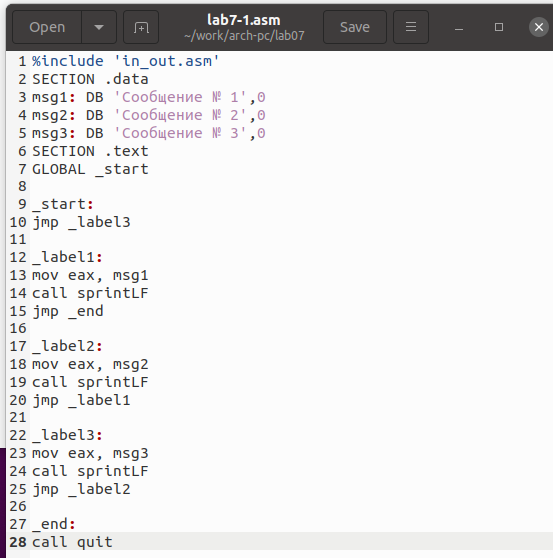 Open
lab7-1.asm
~/work/arch-pc/lab07
Save
1 %include 'in_out.asm'
2 SECTION .data
3 msg1: DB 'Сообщение № 1',0
4 msg2: DB 'Сообщение № 2',0
5 msg3: DB 'Сообщение № 3',0
6 SECTION .text
7 GLOBAL _start
8
9 _start:
10 jmp _label3
11
12 _label1:
13 mov eax, msg1
14 call sprintLF
15 jmp _end
16
17 _label2:
18 mov eax, msg2
19 call sprintLF
20 jmp _label1
21
22 _label3:
23 mov eax, msg3
24 call sprintLF
25 jmp _label2
26
27 _end:
28 call quit